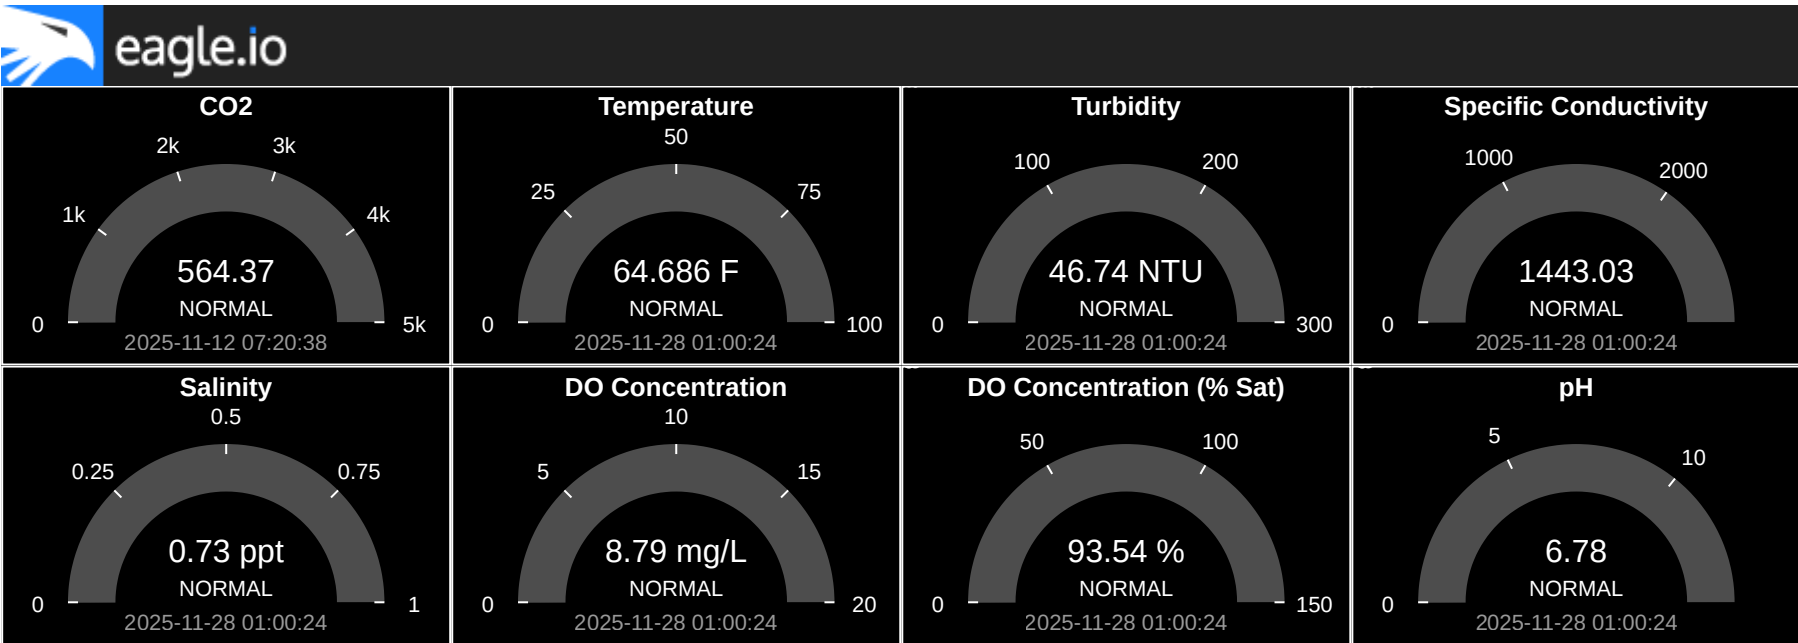 eagle.io
CO2
2k
3k
1k
4k
564.37
NORMAL
0
5k
2025-11-12 07:20:38
Temperature
50
25
75
64.686 F
NORMAL
0
100
2025-11-28 01:00:24
Turbidity
100
200
46.74 NTU
NORMAL
0
300
2025-11-28 01:00:24
Specific Conductivity
1000
2000
1443.03
NORMAL
0
2025-11-28 01:00:24
Salinity
0.5
0.25
0.75
0.73 ppt
NORMAL
0
1
2025-11-28 01:00:24
DO Concentration
10
5
15
8.79 mg/L
NORMAL
0
20
2025-11-28 01:00:24
DO Concentration (% Sat)
50
100
93.54 %
NORMAL
0
150
2025-11-28 01:00:24
pH
5
10
6.78
NORMAL
0
2025-11-28 01:00:24